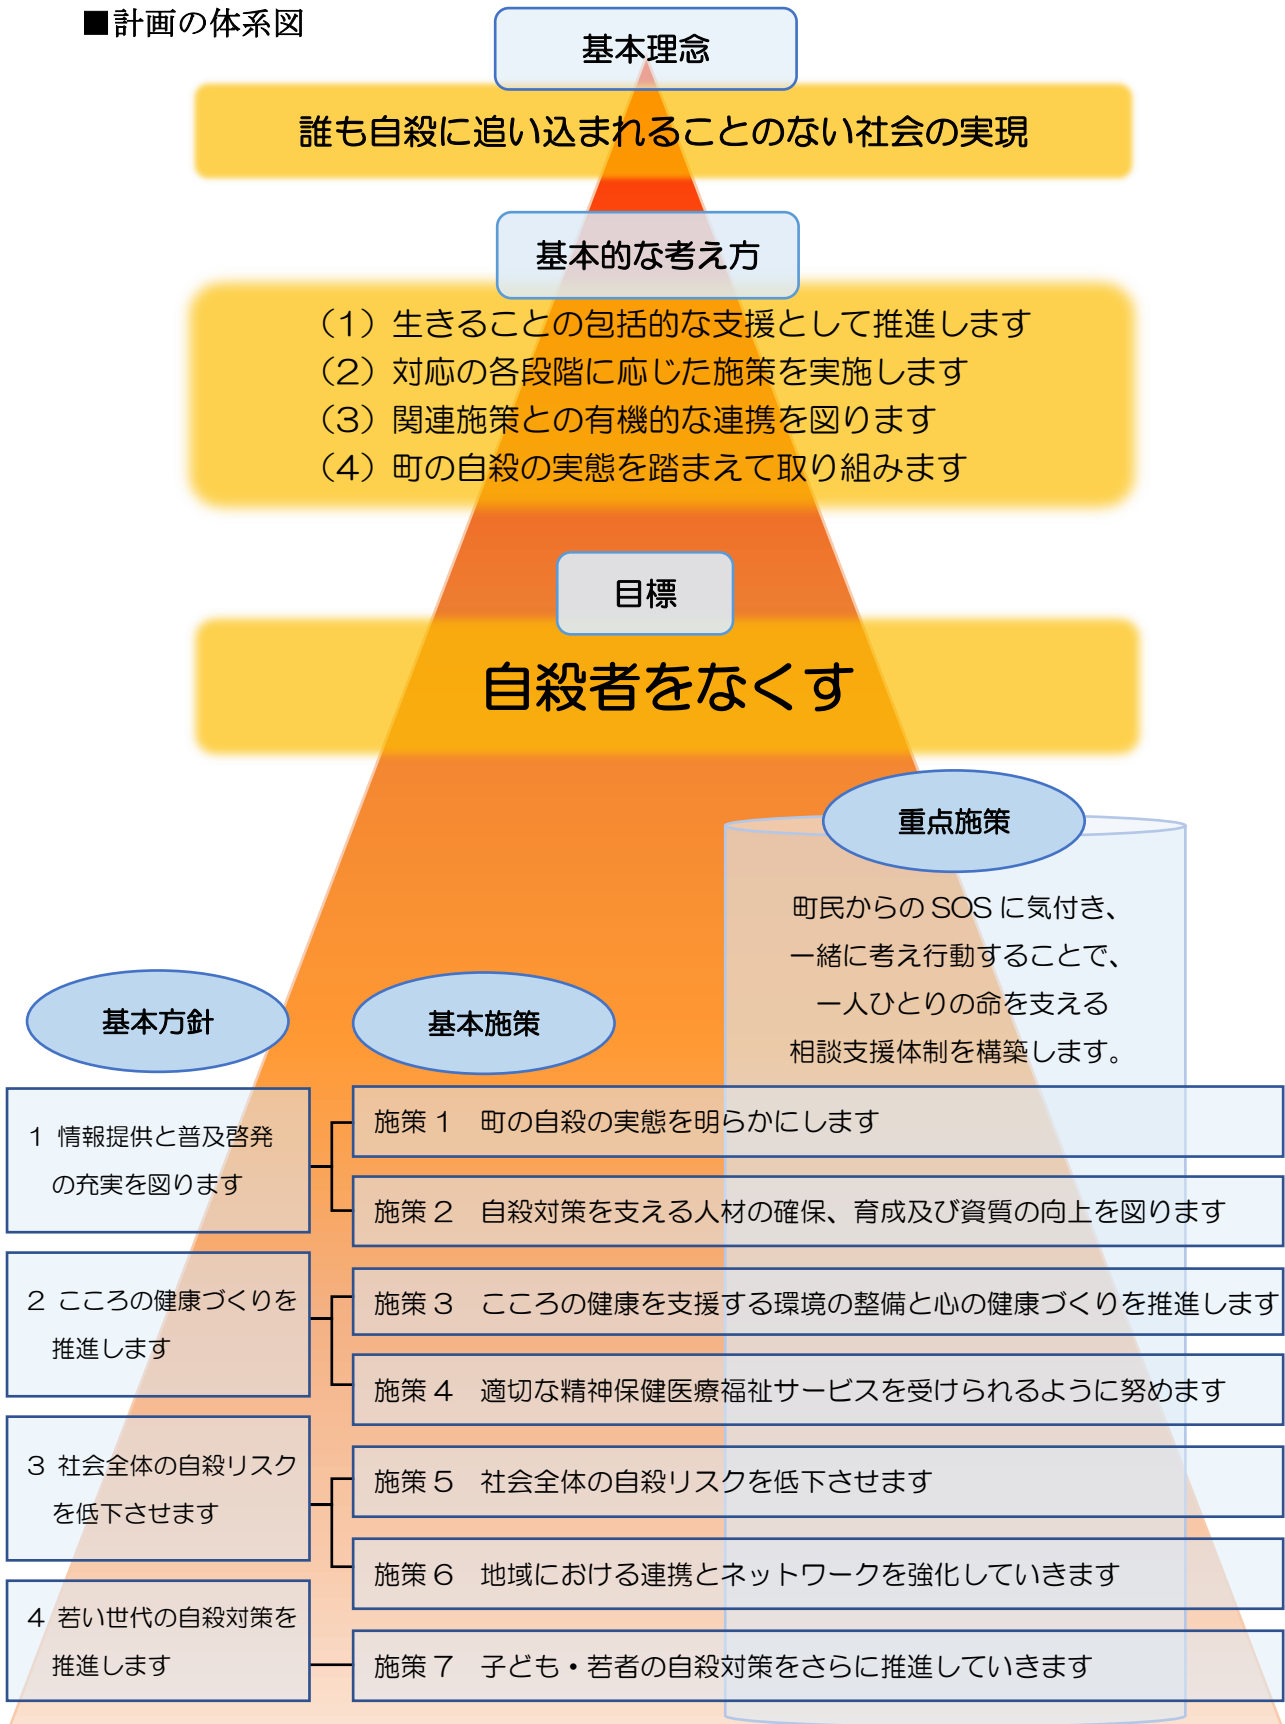 ■計画の体系図
基本理念
誰も自殺に追い込まれることのない社会の実現
基本的な考え方
（1）生きることの包括的な支援として推進します
（2）対応の各段階に応じた施策を実施します
（3）関連施策との有機的な連携を図ります
（4）町の自殺の実態を踏まえて取り組みます
目標
自殺者をなくす
重点施策
町民からの SOS に気付き、
一緒に考え行動することで、
一人ひとりの命を支える
相談支援体制を構築します。
基本方針
基本施策
1 情報提供と普及啓発
の充実を図ります
施策 1　町の自殺の実態を明らかにします
施策 2　自殺対策を支える人材の確保、育成及び資質の向上を図ります
2 こころの健康づくりを
推進します
施策 3　こころの健康を支援する環境の整備と心の健康づくりを推進します
施策 4　適切な精神保健医療福祉サービスを受けられるように努めます
3 社会全体の自殺リスク
を低下させます
施策 5　社会全体の自殺リスクを低下させます
施策 6　地域における連携とネットワークを強化していきます
4 若い世代の自殺対策を
推進します
施策 7　子ども・若者の自殺対策をさらに推進していきます